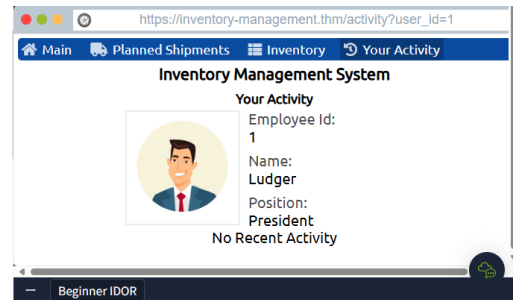 https://inventory-management.thm/activity?user_id=1
Main Planned Shipments Inventory Your Activity
Inventory Management System
Your Activity
Employee Id:
1
Name:
Ludger
Position:
President
No Recent Activity
Beginner IDOR